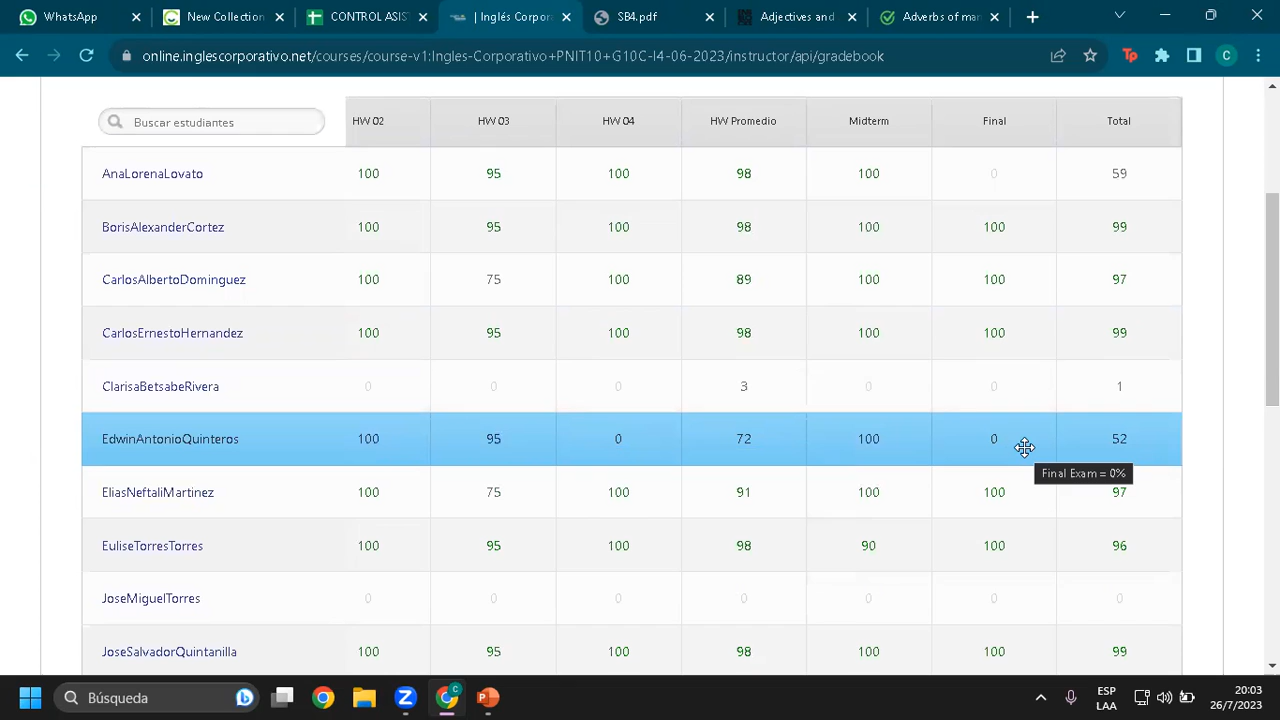 WhatsApp
New Collection
CONTROL ASIST
| Inglés Corpor
SB4.pdf
Adjectives and
Adverbs of man
online.inglescorporativo.net/courses/course-v1:Ingles-Corporativo+PNIT10+G10C-I4-06-2023/instructor/api/gradebook
Buscar estudiantes HW 02 HW 03 HW 04 HW Promedio Midterm Final Total
AnaLorenaLovato 100 95 100 98 100 0 59
BorisAlexanderCortez 100 95 100 98 100 100 99
CarlosAlbertoDominguez 100 75 100 89 100 100 97
CarlosErnestoHernandez 100 95 100 98 100 100 99
ClarisaBetsabeRivera 0 0 0 3 0 0 1
EdwinAntonioQuinteros 100 95 0 72 100 0 52
Final Exam = 0%
EliasNeftaliMartinez 100 75 100 91 100 100 97
EuliseTorresTorres 100 95 100 98 90 100 96
JoseMiguelTorres 0 0 0 0 0 0 0
JoseSalvadorQuintanilla 100 95 100 98 100 100 99
Búsqueda
ESP
LAA
20:03
26/7/2023